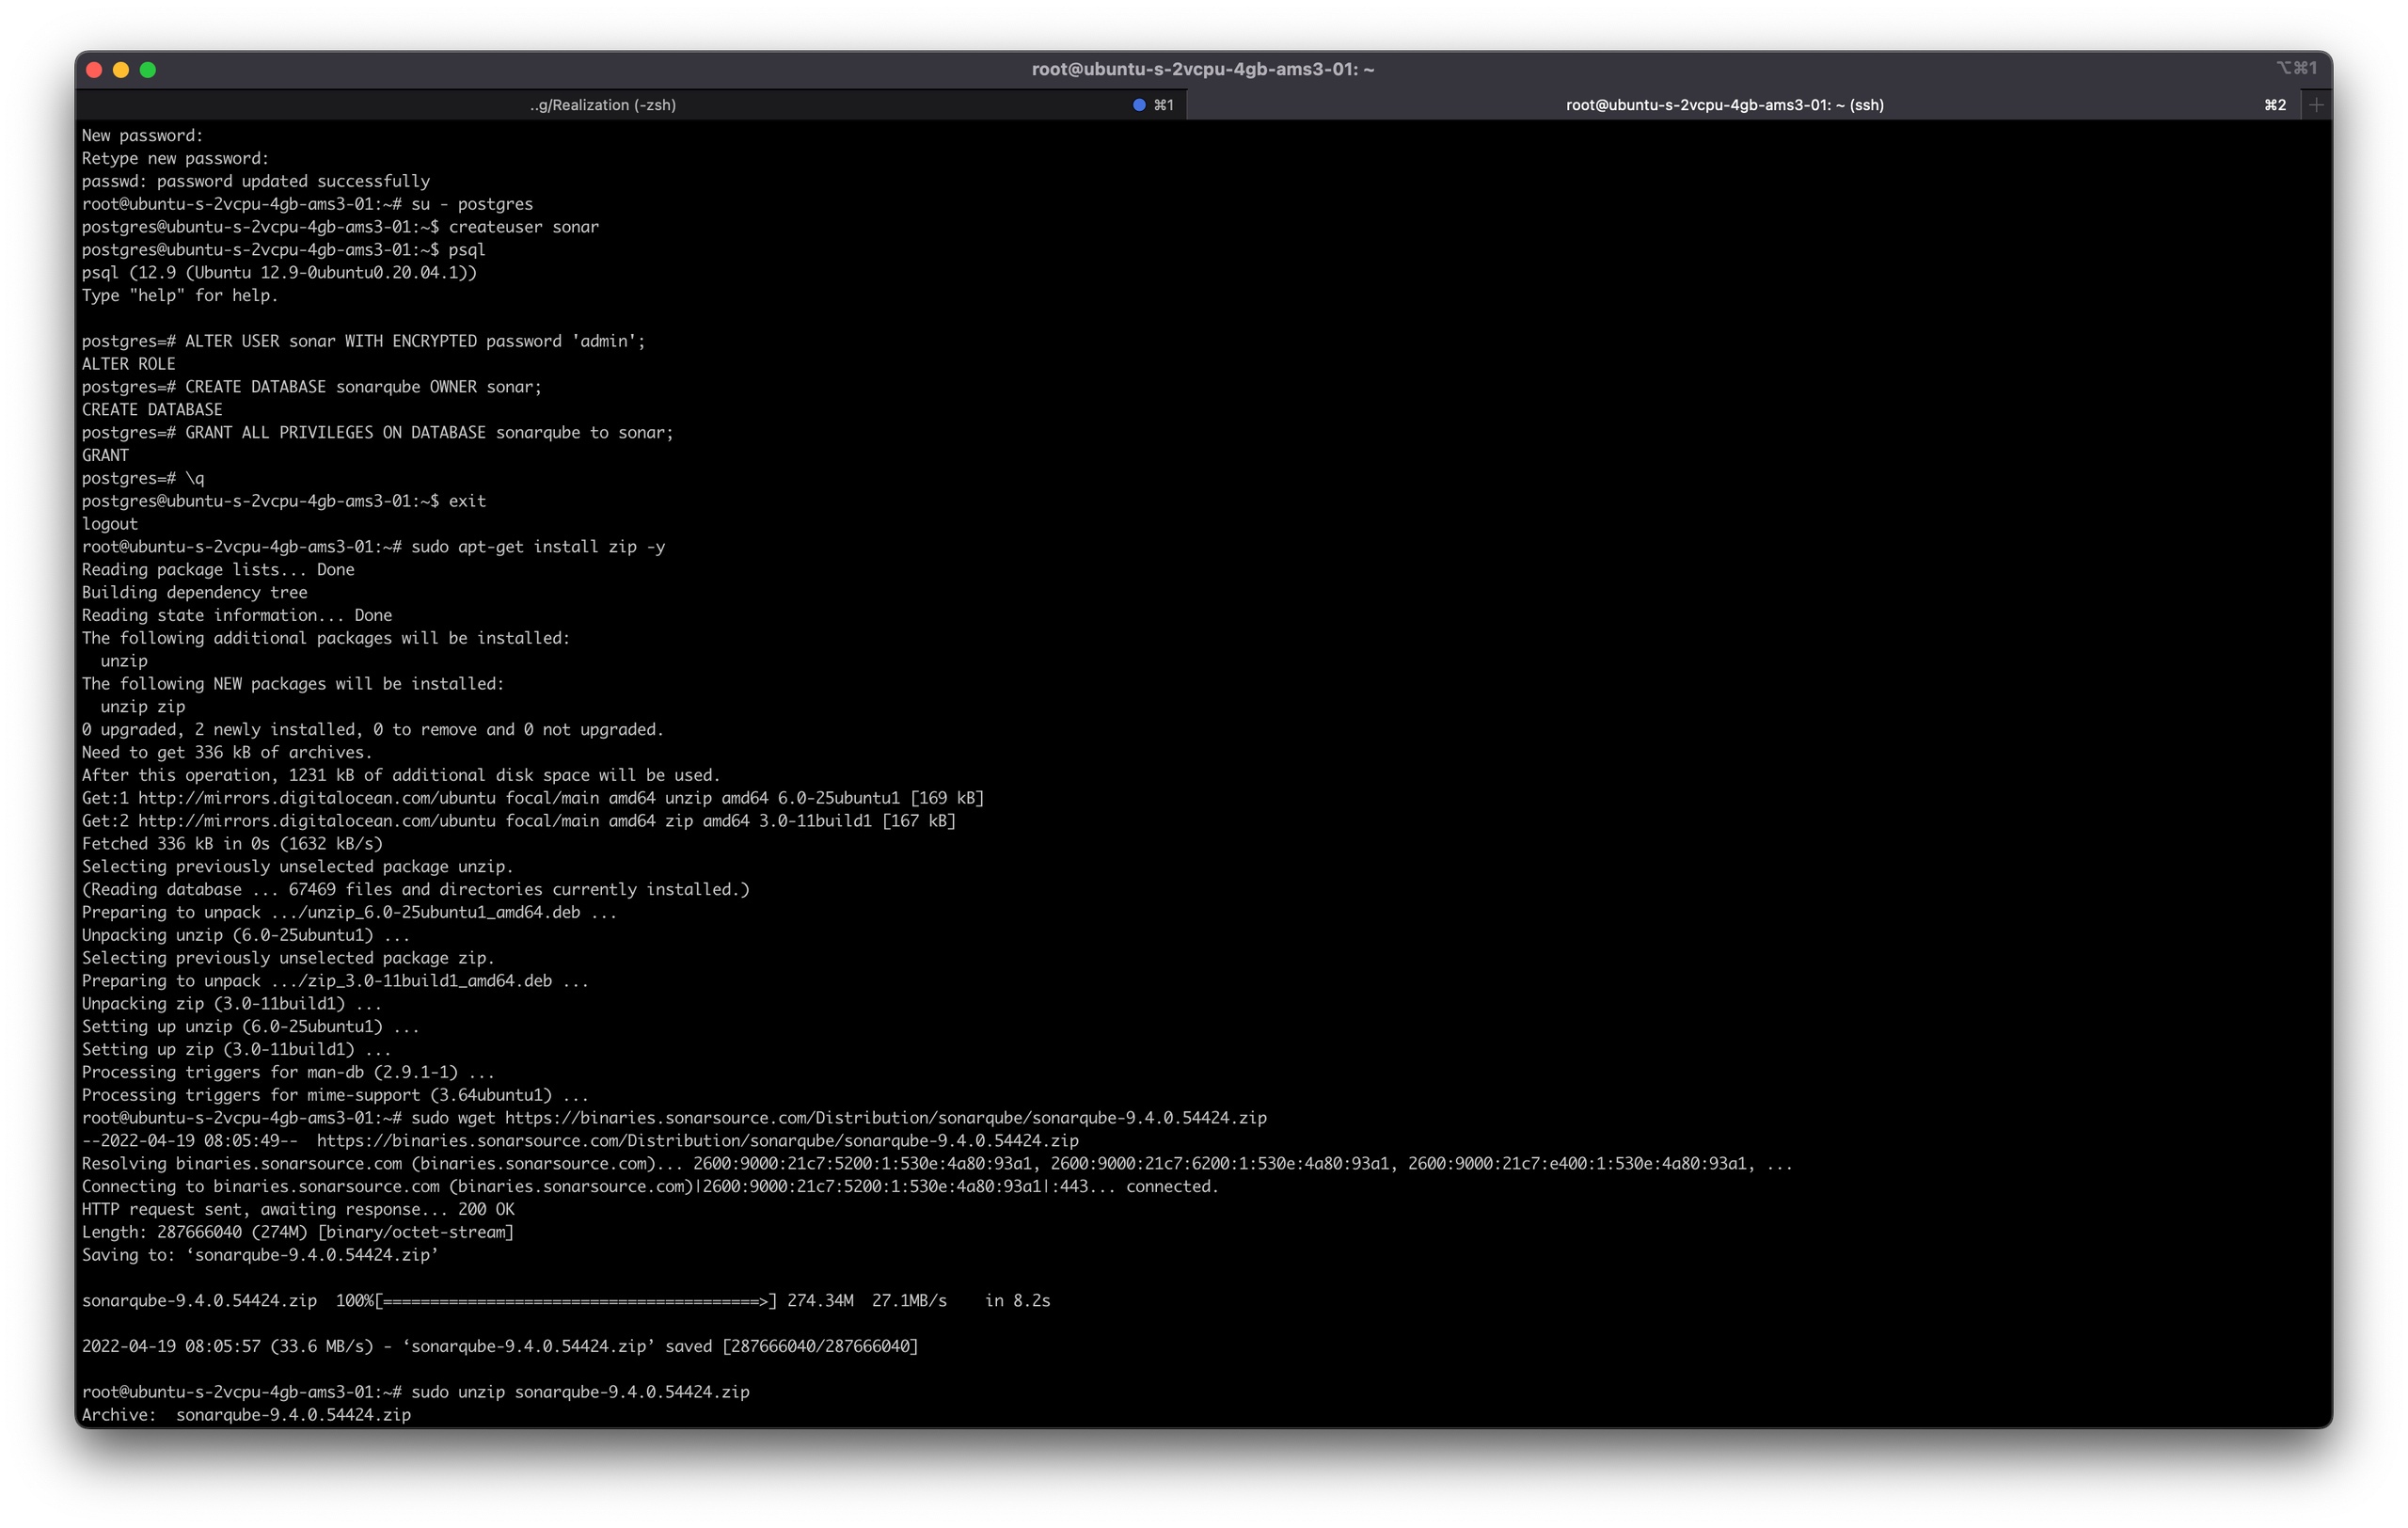 root@ubuntu-s-2vcpu-4gb-ams3-01: ~
⌥⌘1
..g/Realization (-zsh)
⌘1
root@ubuntu-s-2vcpu-4gb-ams3-01: ~ (ssh)
⌘2
New password:
Retype new password:
passwd: password updated successfully
root@ubuntu-s-2vcpu-4gb-ams3-01:~# su - postgres
postgres@ubuntu-s-2vcpu-4gb-ams3-01:~$ createuser sonar
postgres@ubuntu-s-2vcpu-4gb-ams3-01:~$ psql
psql (12.9 (Ubuntu 12.9-0ubuntu0.20.04.1))
Type "help" for help.
postgres=# ALTER USER sonar WITH ENCRYPTED password 'admin';
ALTER ROLE
postgres=# CREATE DATABASE sonarqube OWNER sonar;
CREATE DATABASE
postgres=# GRANT ALL PRIVILEGES ON DATABASE sonarqube to sonar;
GRANT
postgres=# \q
postgres@ubuntu-s-2vcpu-4gb-ams3-01:~$ exit
logout
root@ubuntu-s-2vcpu-4gb-ams3-01:~# sudo apt-get install zip -y
Reading package lists... Done
Building dependency tree
Reading state information... Done
The following additional packages will be installed:
  unzip
The following NEW packages will be installed:
  unzip zip
0 upgraded, 2 newly installed, 0 to remove and 0 not upgraded.
Need to get 336 kB of archives.
After this operation, 1231 kB of additional disk space will be used.
Get:1 http://mirrors.digitalocean.com/ubuntu focal/main amd64 unzip amd64 6.0-25ubuntu1 [169 kB]
Get:2 http://mirrors.digitalocean.com/ubuntu focal/main amd64 zip amd64 3.0-11build1 [167 kB]
Fetched 336 kB in 0s (1632 kB/s)
Selecting previously unselected package unzip.
(Reading database ... 67469 files and directories currently installed.)
Preparing to unpack .../unzip_6.0-25ubuntu1_amd64.deb ...
Unpacking unzip (6.0-25ubuntu1) ...
Selecting previously unselected package zip.
Preparing to unpack .../zip_3.0-11build1_amd64.deb ...
Unpacking zip (3.0-11build1) ...
Setting up unzip (6.0-25ubuntu1) ...
Setting up zip (3.0-11build1) ...
Processing triggers for man-db (2.9.1-1) ...
Processing triggers for mime-support (3.64ubuntu1) ...
root@ubuntu-s-2vcpu-4gb-ams3-01:~# sudo wget https://binaries.sonarsource.com/Distribution/sonarqube/sonarqube-9.4.0.54424.zip
--2022-04-19 08:05:49--  https://binaries.sonarsource.com/Distribution/sonarqube/sonarqube-9.4.0.54424.zip
Resolving binaries.sonarsource.com (binaries.sonarsource.com)... 2600:9000:21c7:5200:1:530e:4a80:93a1, 2600:9000:21c7:6200:1:530e:4a80:93a1, 2600:9000:21c7:e400:1:530e:4a80:93a1, ...
Connecting to binaries.sonarsource.com (binaries.sonarsource.com)|2600:9000:21c7:5200:1:530e:4a80:93a1|:443... connected.
HTTP request sent, awaiting response... 200 OK
Length: 287666040 (274M) [binary/octet-stream]
Saving to: ‘sonarqube-9.4.0.54424.zip’
sonarqube-9.4.0.54424.zip  100%[========================================>] 274.34M  27.1MB/s    in 8.2s
2022-04-19 08:05:57 (33.6 MB/s) - ‘sonarqube-9.4.0.54424.zip’ saved [287666040/287666040]
root@ubuntu-s-2vcpu-4gb-ams3-01:~# sudo unzip sonarqube-9.4.0.54424.zip
Archive:  sonarqube-9.4.0.54424.zip